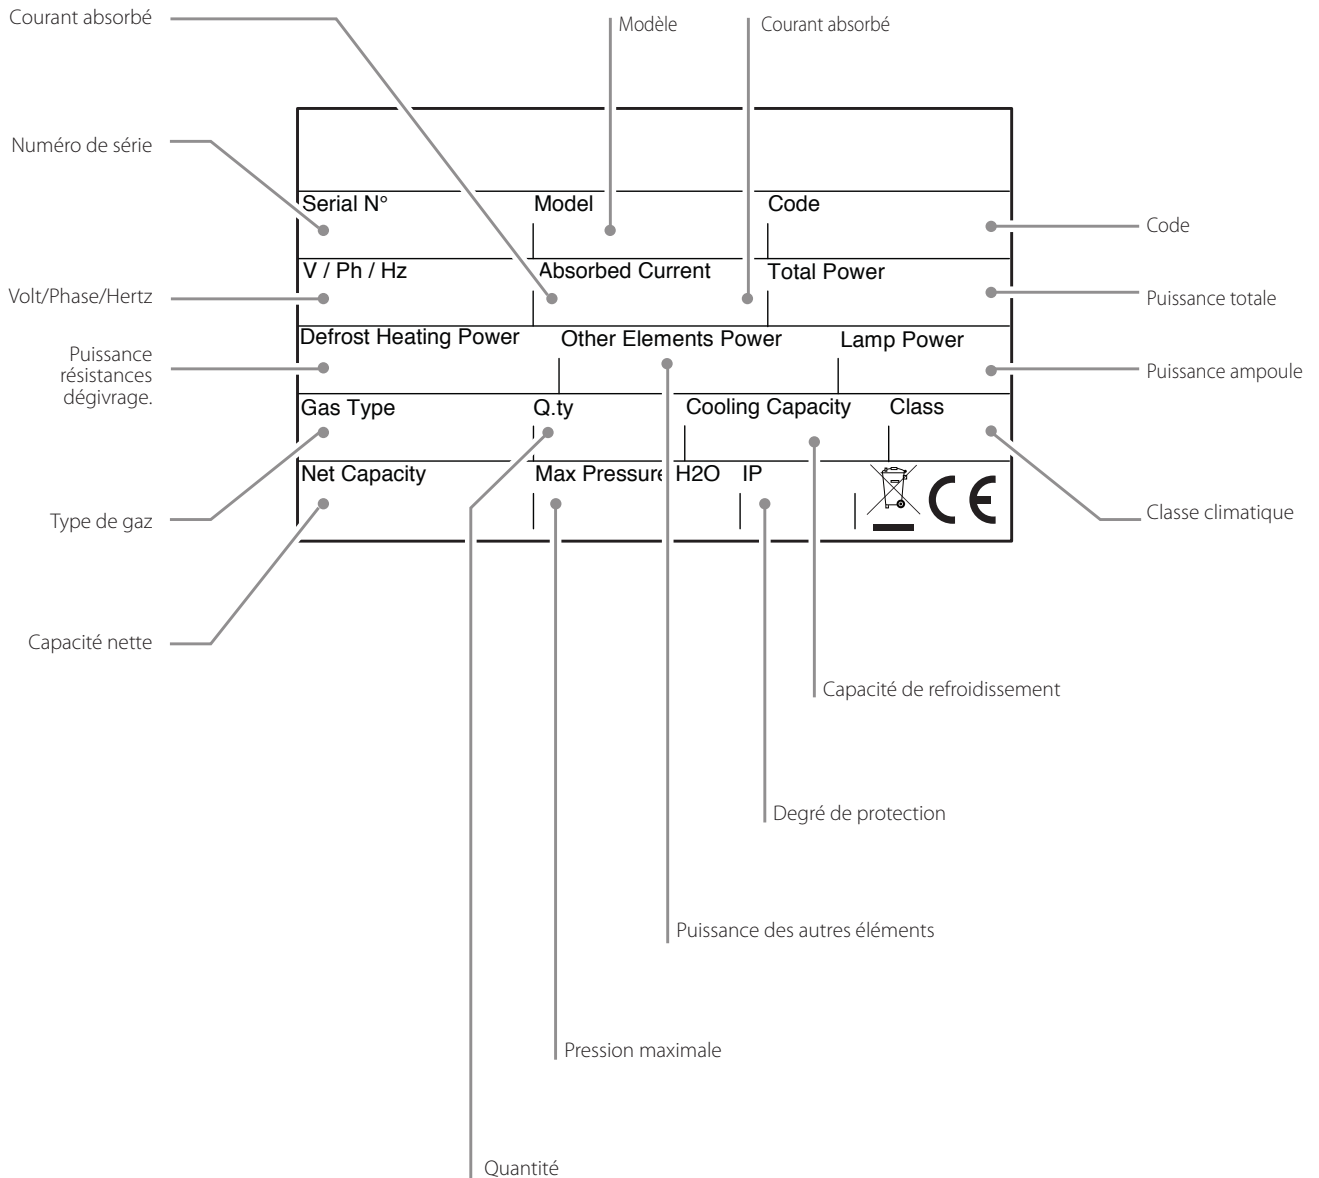 Courant absorbé
Modèle
Courant absorbé
Numéro de série
Serial N°
Model
Code
Code
V / Ph / Hz
Absorbed Current
Total Power
Volt/Phase/Hertz
Puissance totale
Defrost Heating Power
Other Elements Power
Lamp Power
Puissance
résistances
dégivrage.
Puissance ampoule
Gas Type
Q.ty
Cooling Capacity
Class
Net Capacity
Max Pressure H2O
IP
CE
Type de gaz
Classe climatique
Capacité nette
Capacité de refroidissement
Degré de protection
Puissance des autres éléments
Pression maximale
Quantité